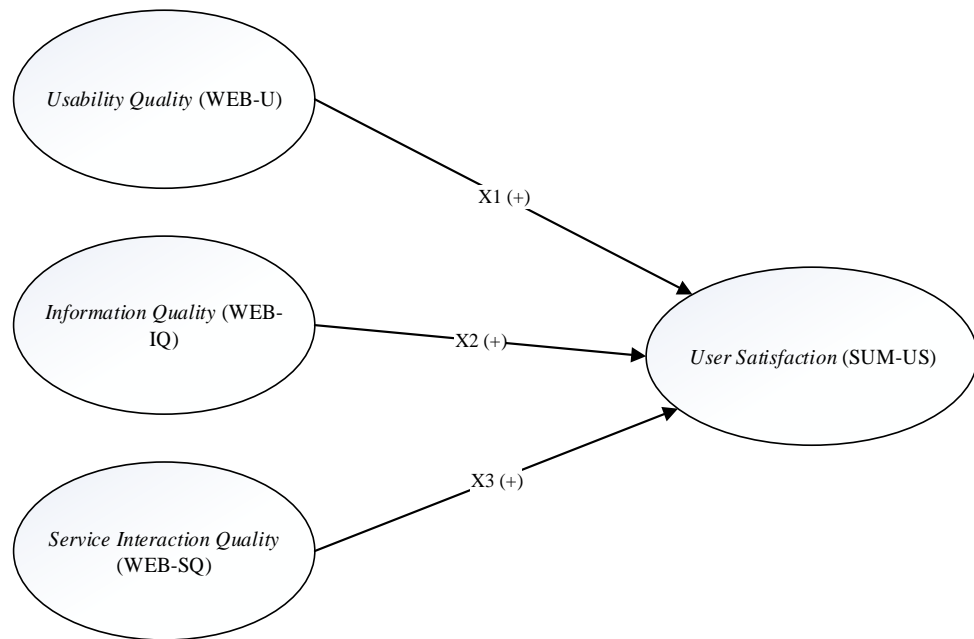 Usability Quality (WEB-U)
X1 (+)
Information Quality (WEB-
IQ)
X2 (+)
User Satisfaction (SUM-US)
X3 (+)
Service Interaction Quality
(WEB-SQ)